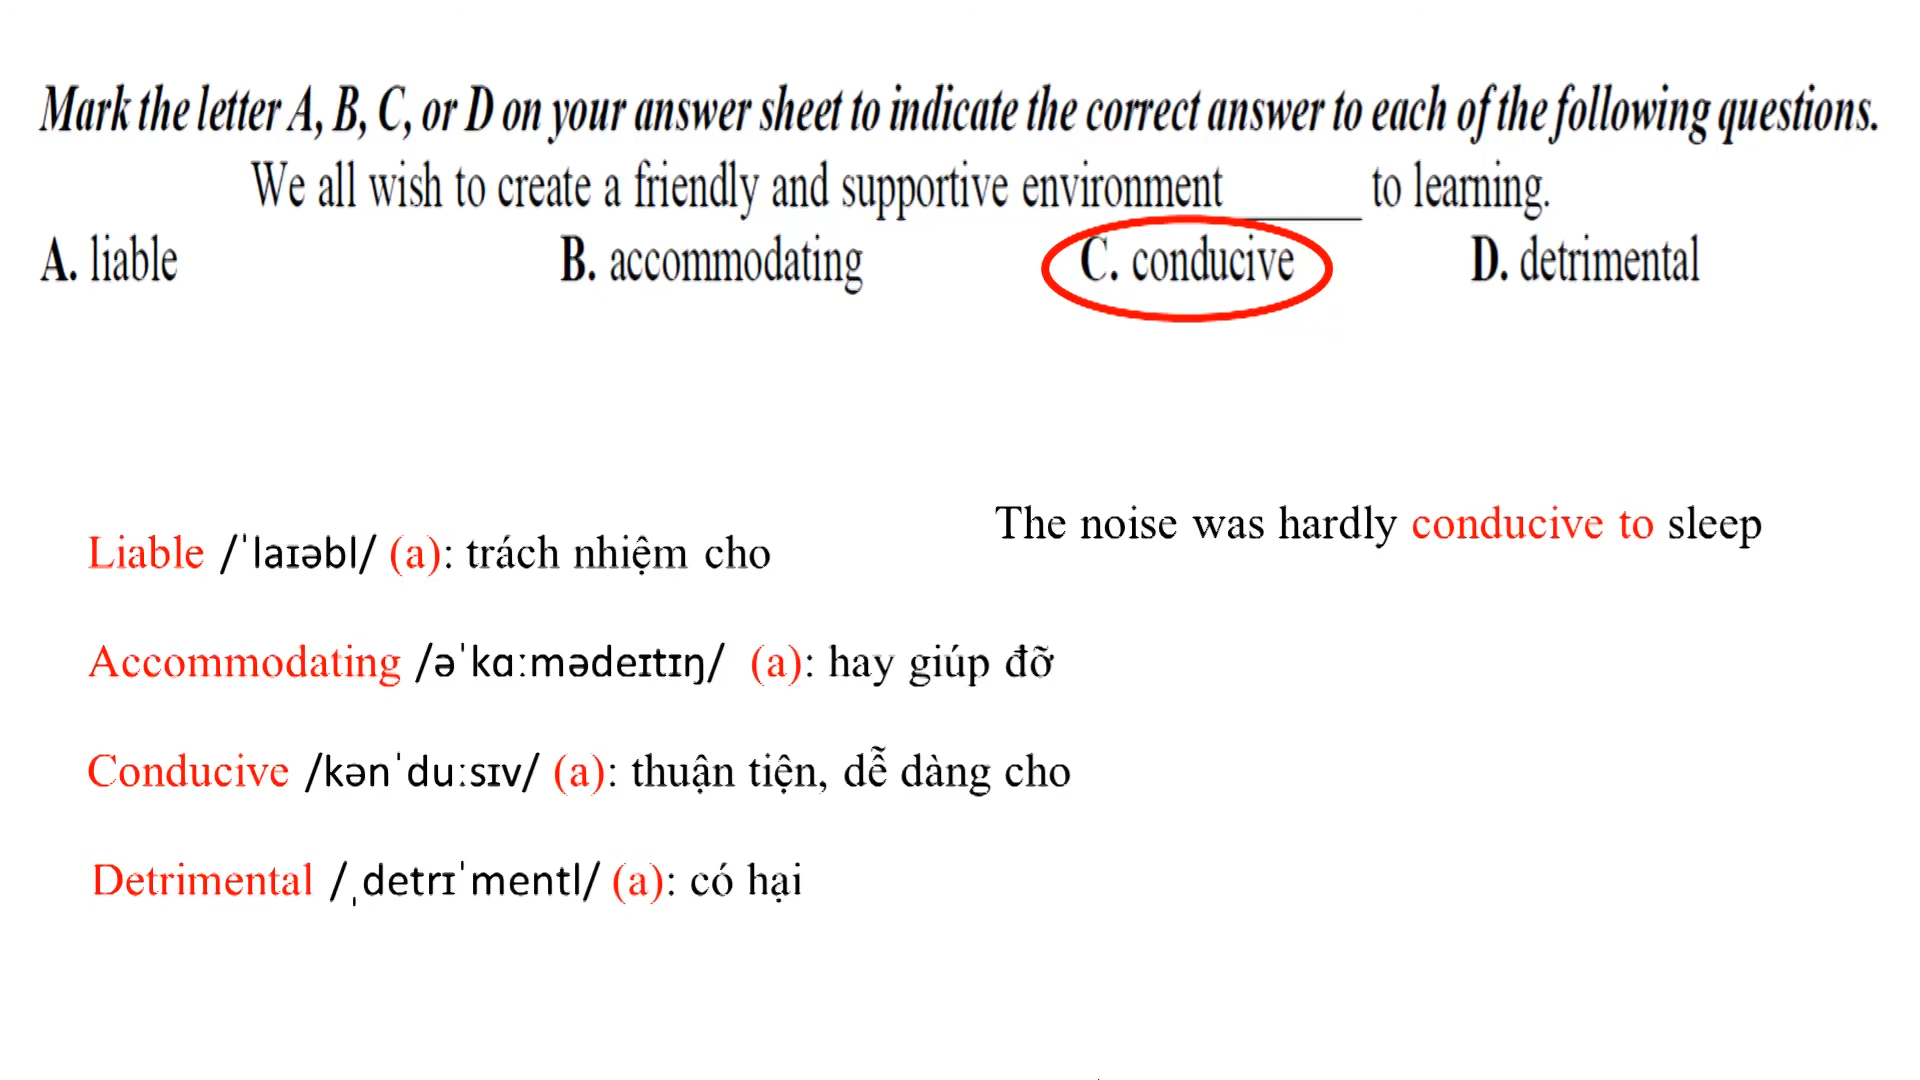 Mark the letter A, B, C, or D on your answer sheet to indicate the correct answer to each of the following questions.
We all wish to create a friendly and supportive environment ______ to learning.
A. liable B. accommodating C. conducive D. detrimental
The noise was hardly conducive to sleep
Liable /ˈlaɪəbl/ (a): trách nhiệm cho
Accommodating /əˈkɑːmədeɪtɪŋ/ (a): hay giúp đỡ
Conducive /kənˈduːsɪv/ (a): thuận tiện, dễ dàng cho
Detrimental /ˌdetrɪˈmentl/ (a): có hại